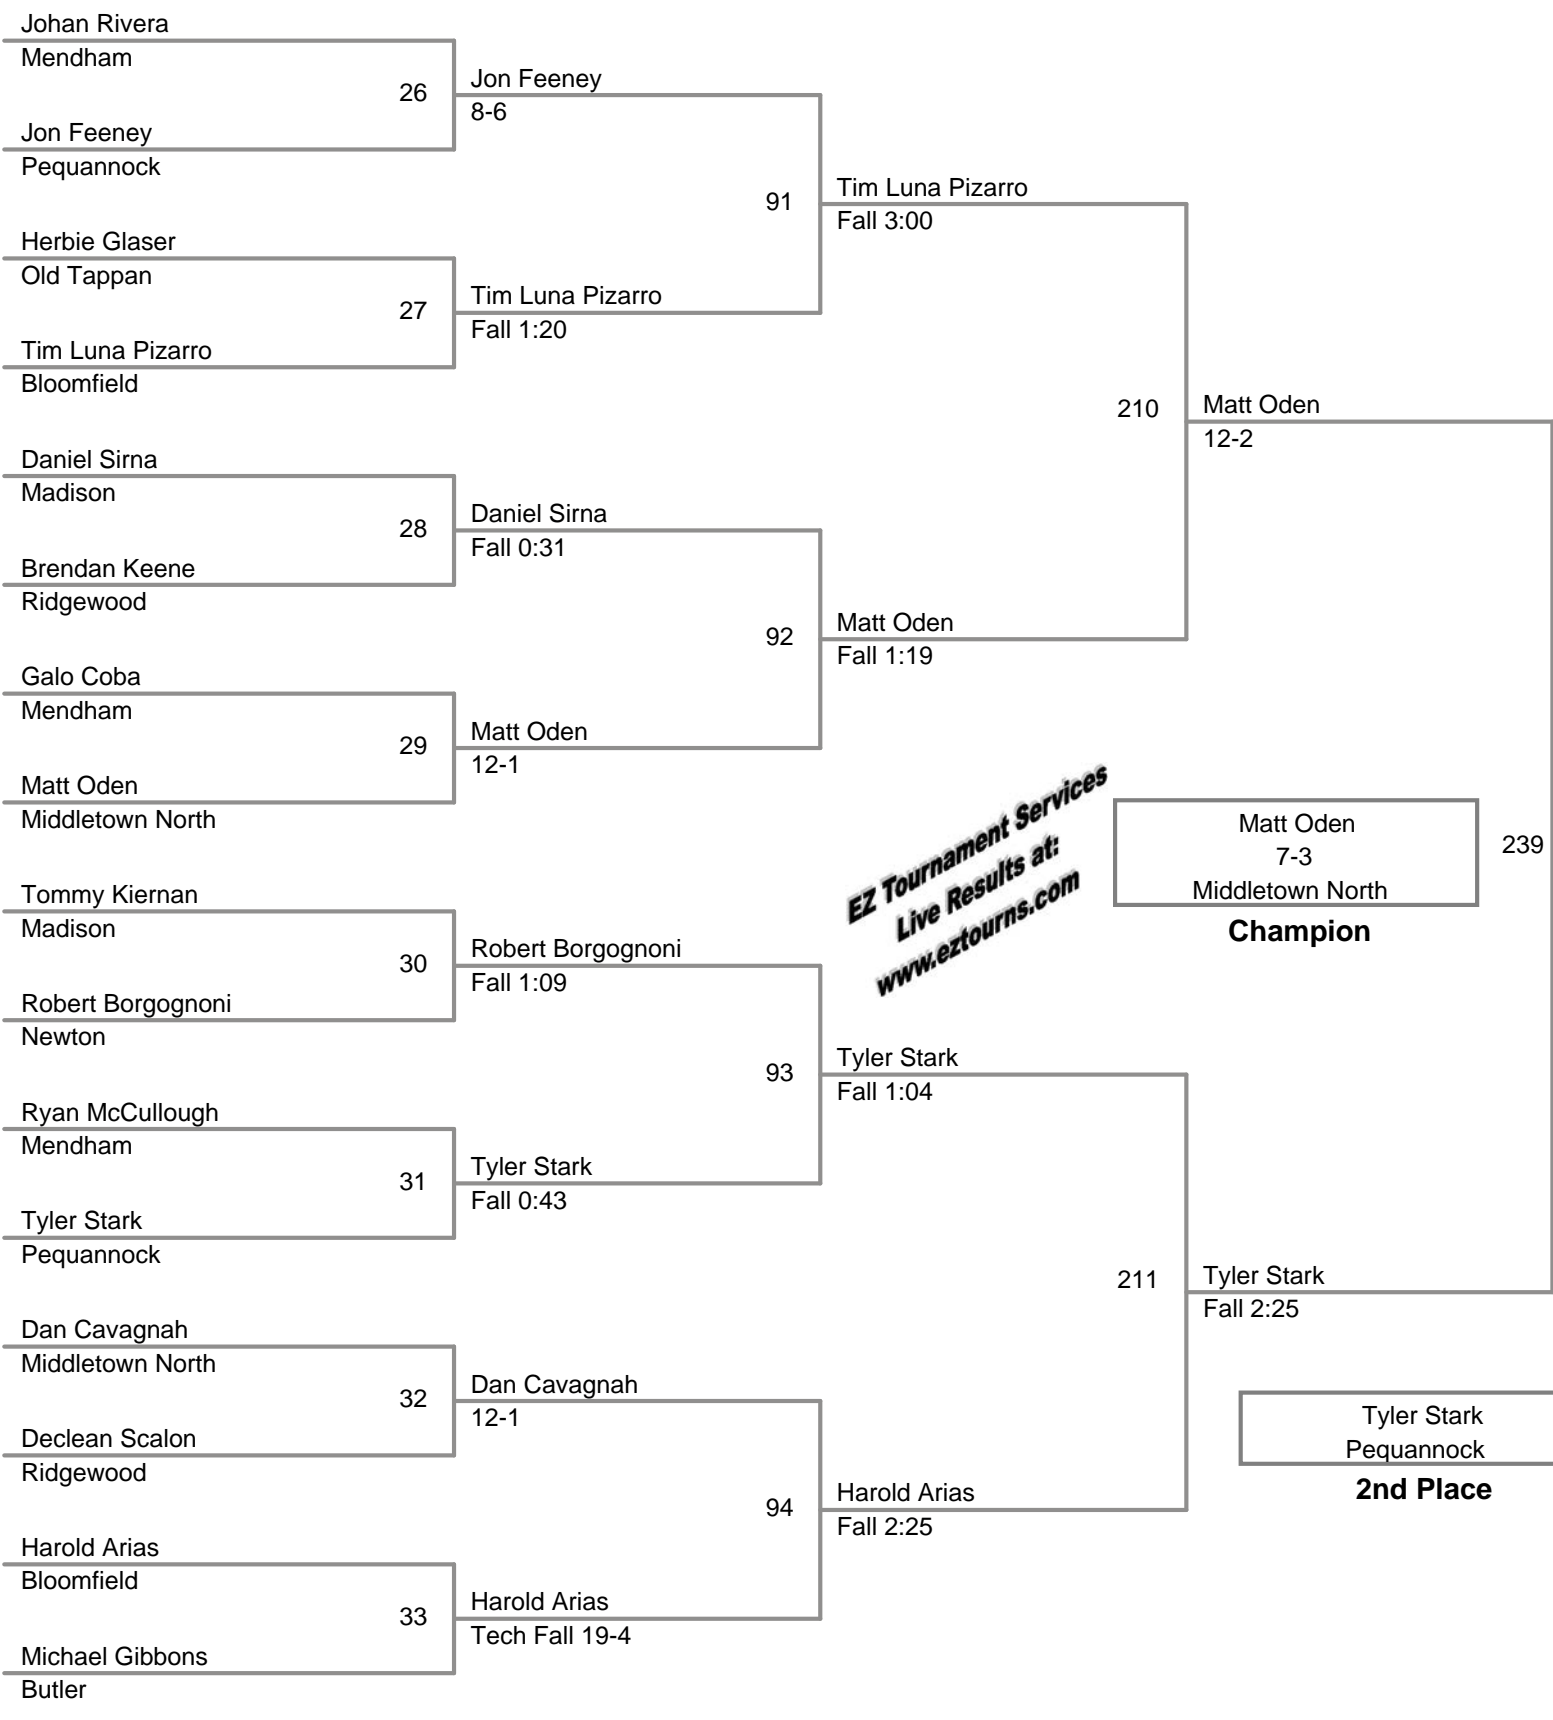 Johan Rivera
Mendham
26
Jon Feeney
8-6
Jon Feeney
Pequannock
91
Tim Luna Pizarro
Fall 3:00
Herbie Glaser
Old Tappan
27
Tim Luna Pizarro
Fall 1:20
Tim Luna Pizarro
Bloomfield
210
Matt Oden
12-2
Daniel Sirna
Madison
28
Daniel Sirna
Fall 0:31
Brendan Keene
Ridgewood
92
Matt Oden
Fall 1:19
Galo Coba
Mendham
29
Matt Oden
12-1
Matt Oden
Middletown North
EZ Tournament Services
Live Results at:
www.eztourns.com
Matt Oden
7-3
Middletown North
Champion
239
Tommy Kiernan
Madison
30
Robert Borgognoni
Fall 1:09
Robert Borgognoni
Newton
93
Tyler Stark
Fall 1:04
Ryan McCullough
Mendham
31
Tyler Stark
Fall 0:43
Tyler Stark
Pequannock
211
Tyler Stark
Fall 2:25
Dan Cavagnah
Middletown North
32
Dan Cavagnah
12-1
Declean Scalon
Ridgewood
Tyler Stark
Pequannock
2nd Place
94
Harold Arias
Fall 2:25
Harold Arias
Bloomfield
33
Harold Arias
Tech Fall 19-4
Michael Gibbons
Butler